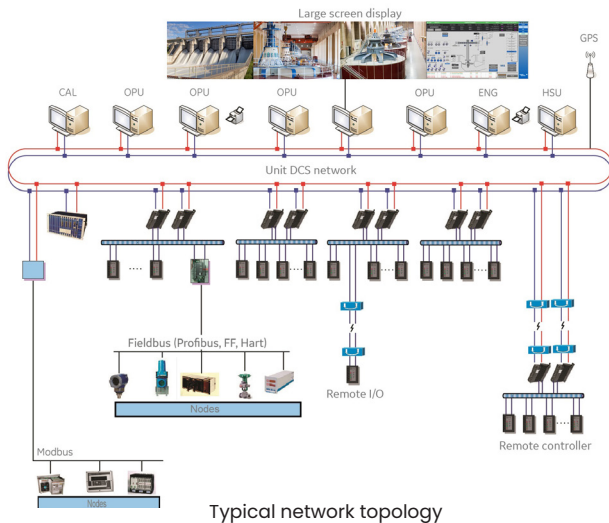 Large screen display
GPS
CAL
OPU
OPU
OPU
OPU
ENG
HSU
Unit DCS network
Fieldbus (Profibus, FF, Hart)
Nodes
Remote I/O
Remote controller
Modbus
Nodes
Typical network topology